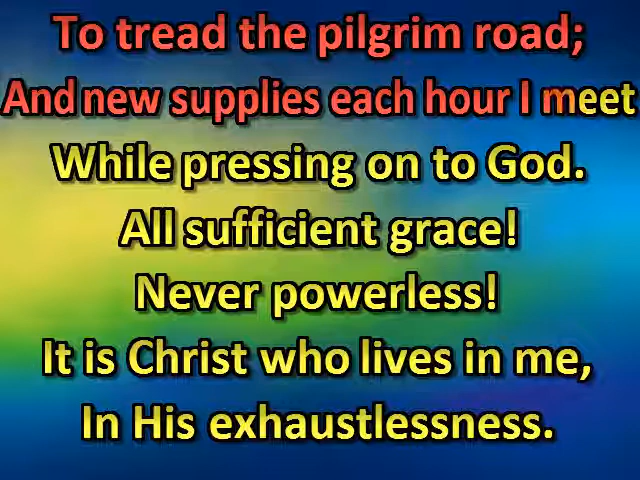 To tread the pilgrim road;
And new supplies each hour I meet
While pressing on to God.
All sufficient grace!
Never powerless!
It is Christ who lives in me,
In His exhaustlessness.